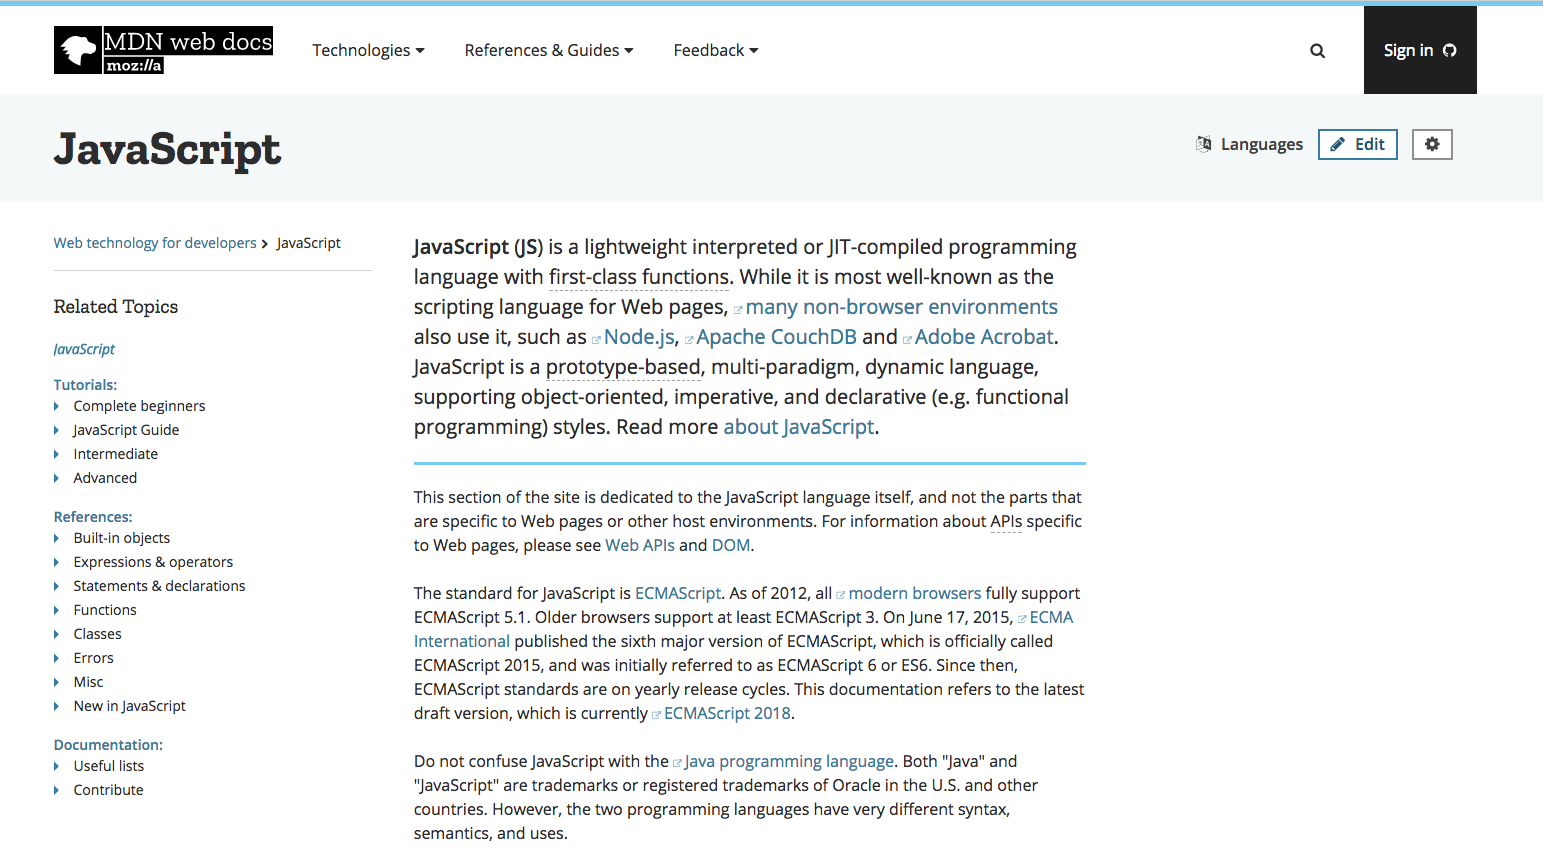 MDN web docs
moz://a
Technologies
References & Guides
Feedback
Sign in
JavaScript
Languages
Edit
Web technology for developers
JavaScript
Related Topics
JavaScript
Tutorials:
Complete beginners
JavaScript Guide
Intermediate
Advanced
References:
Built-in objects
Expressions & operators
Statements & declarations
Functions
Classes
Errors
Misc
New in JavaScript
Documentation:
Useful lists
Contribute
JavaScript (JS) is a lightweight interpreted or JIT-compiled programming
language with first-class functions. While it is most well-known as the
scripting language for Web pages, many non-browser environments
also use it, such as Node.js, Apache CouchDB and Adobe Acrobat.
JavaScript is a prototype-based, multi-paradigm, dynamic language,
supporting object-oriented, imperative, and declarative (e.g. functional
programming) styles. Read more about JavaScript.
This section of the site is dedicated to the JavaScript language itself, and not the parts that
are specific to Web pages or other host environments. For information about APIs specific
to Web pages, please see Web APIs and DOM.
The standard for JavaScript is ECMAScript. As of 2012, all modern browsers fully support
ECMAScript 5.1. Older browsers support at least ECMAScript 3. On June 17, 2015, ECMA
International published the sixth major version of ECMAScript, which is officially called
ECMAScript 2015, and was initially referred to as ECMAScript 6 or ES6. Since then,
ECMAScript standards are on yearly release cycles. This documentation refers to the latest
draft version, which is currently ECMAScript 2018.
Do not confuse JavaScript with the Java programming language. Both "Java" and
"JavaScript" are trademarks or registered trademarks of Oracle in the U.S. and other
countries. However, the two programming languages have very different syntax,
semantics, and uses.